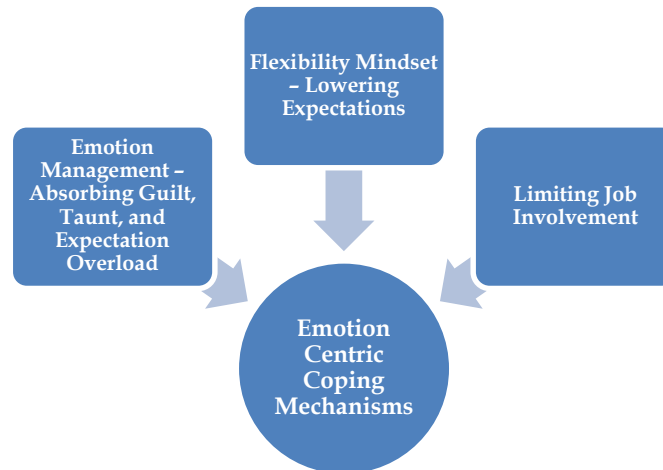 Flexibility Mindset
– Lowering
Expectations
Emotion
Management –
Absorbing Guilt,
Taunt, and
Expectation
Overload
Limiting Job
Involvement
Emotion
Centric
Coping
Mechanisms